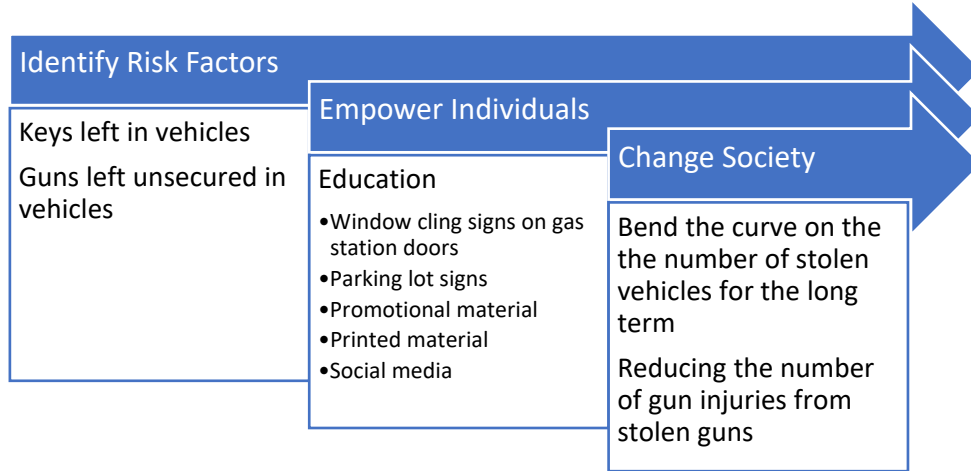 Identify Risk Factors
Keys left in vehicles
Guns left unsecured in
vehicles
Empower Individuals
Education
•Window cling signs on gas
station doors
•Parking lot signs
•Promotional material
•Printed material
•Social media
Change Society
Bend the curve on the
the number of stolen
vehicles for the long
term
Reducing the number
of gun injuries from
stolen guns